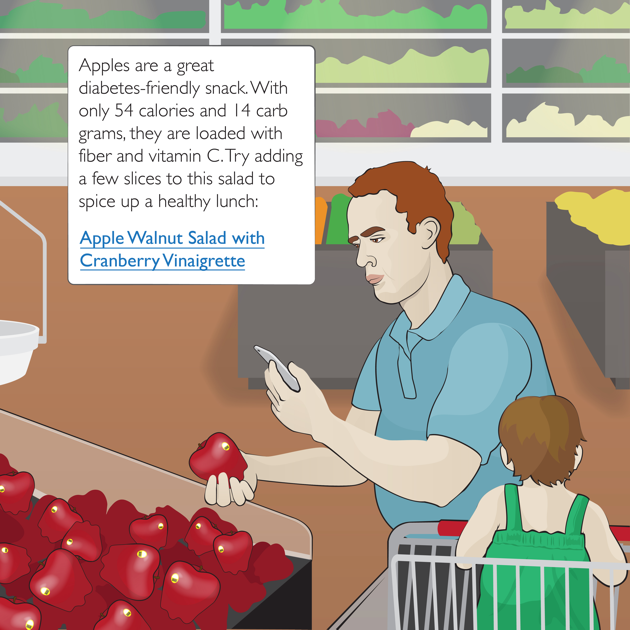 Apples are a great
diabetes-friendly snack. With
only 54 calories and 14 carb
grams, they are loaded with
fiber and vitamin C. Try adding
a few slices to this salad to
spice up a healthy lunch:
Apple Walnut Salad with
Cranberry Vinaigrette